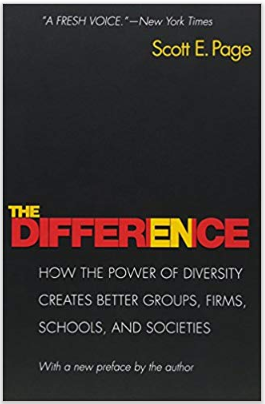 "A FRESH VOICE."—New York Times
Scott E. Page
THE
DIFFERENCE
HOW THE POWER OF DIVERSITY
CREATES BETTER GROUPS, FIRMS,
SCHOOLS, AND SOCIETIES
With a new preface by the author